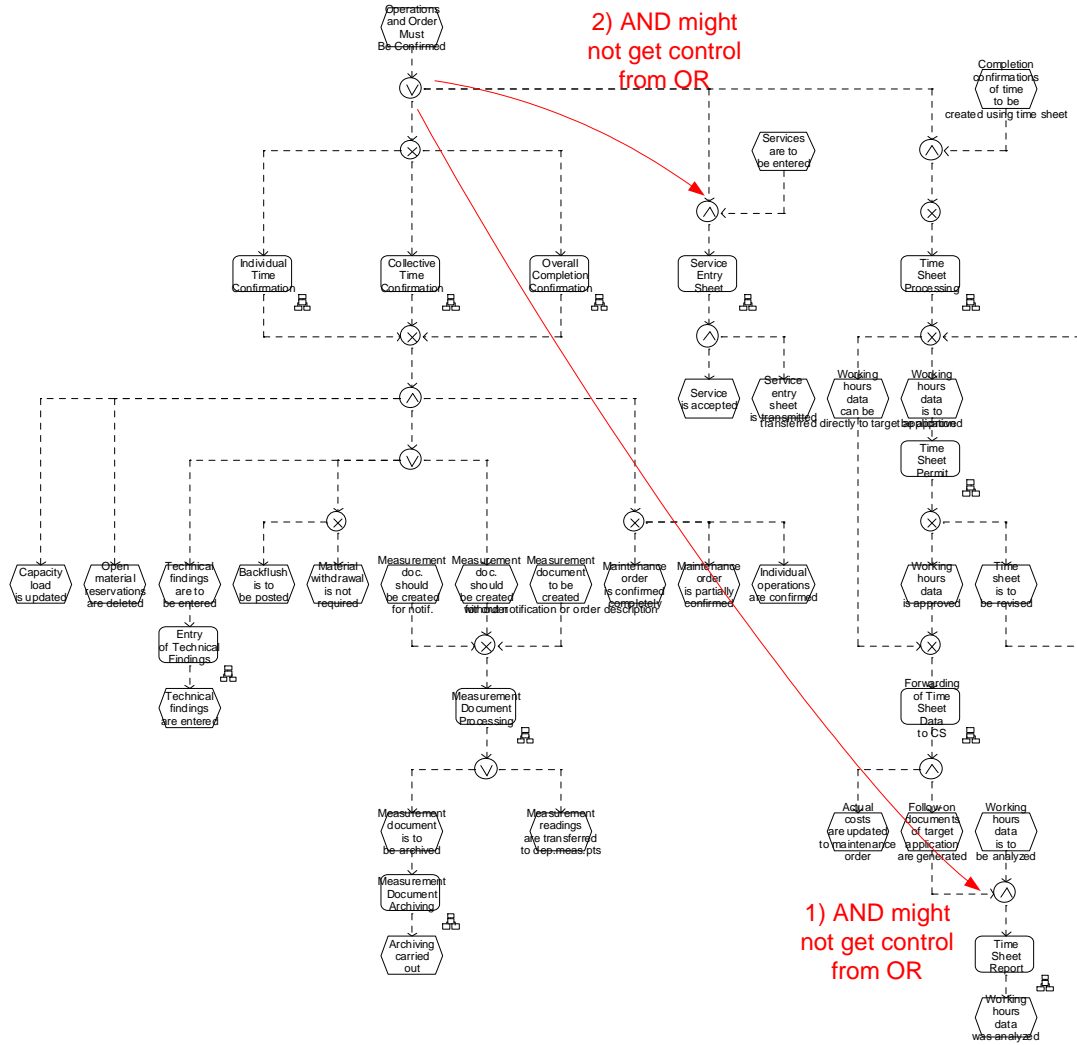 Operations
and Order
Must
Be Confirmed
2) AND might
not get control
from OR
Completion
confirmations
of time
to be
created using time sheet
Services
are to
be entered
Individual
Time
Confirmation
Collective
Time
Confirmation
Overall
Completion
Confirmation
Service
Entry
Sheet
Time
Sheet
Processing
Service
is accepted
Service
entry
sheet
is transmitted
Working
hours
data
can be
transferred directly to target application
Working
hours
data
is to
be approved
Time
Sheet
Permit
Capacity
load
is updated
Open
material
reservations
are deleted
Technical
findings
are to
be entered
Backflush
is to
be posted
Material
withdrawal
is not
required
Measurement
doc.
should
be created
for notif.
Measurement
doc.
should
be created
for order
Measurement
document
to be
created
without notification or order description
Maintenance
order
is confirmed
completely
Maintenance
order
is partially
confirmed
Individual
operations
are confirmed
Working
hours
data
is approved
Time
sheet
is to
be revised
Entry
of Technical
Findings
Technical
findings
are entered
Measurement
Document
Processing
Forwarding
of Time
Sheet
Data
to CS
Measurement
document
is to
be archived
Measurement
readings
are transferred
to dep.meas.pts
Actual
costs
are updated
to maintenance
order
Follow-on
documents
of target
application
are generated
Working
hours
data
is to
be analyzed
Measurement
Document
Archiving
Archiving
carried
out
1) AND might
not get control
from OR
Time
Sheet
Report
Working
hours
data
was analyzed